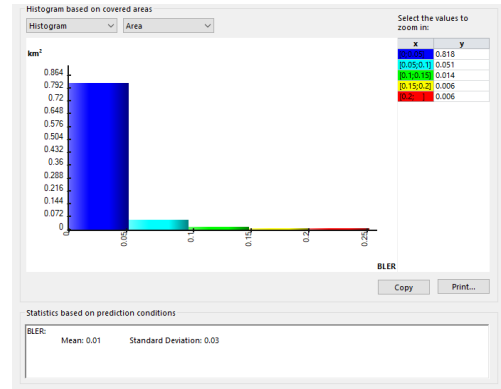 Histogram based on covered areas
Histogram
Area
Select the values to
zoom in:
x y
0.818
[0.05;0.1] 0.051
[0.1;0.15] 0.014
[0.15;0.2] 0.006
[0.2; 0.006
km²
0.864
0.792
0.72
0.648
0.576
0.504
0.432
0.36
0.288
0.216
0.144
0.072
0
0 0.05 0.1 0.15 0.2 0.25
BLER
Copy Print...
Statistics based on prediction conditions
BLER:
Mean: 0.01 Standard Deviation: 0.03